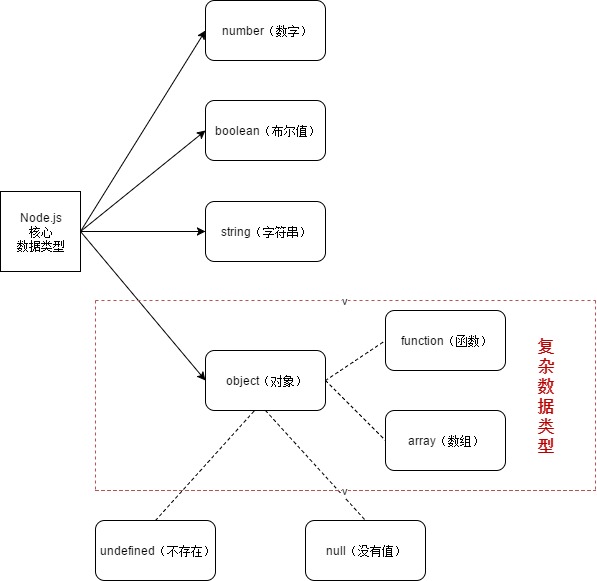 number（数字）
boolean（布尔值）
Node.js
核心
数据类型
string（字符串）
v
function（函数）
复杂数据类型
object（对象）
array（数组）
v
undefined（不存在）
null（没有值）